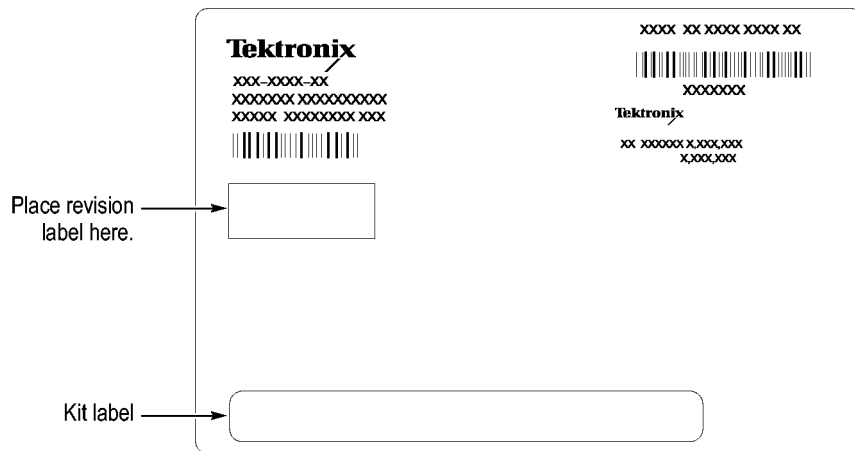 Tektronix
XXX–XXXX–XX
XXXXXXX XXXXXXXXXX
XXXXX XXXXXXXX XXX
XXXX XX XXXX XXXX XX
XXXXXXX
Tektronix
XX XXXXXX X,XXX,XXX
X,XXX,XXX
Place revision
label here.
Kit label